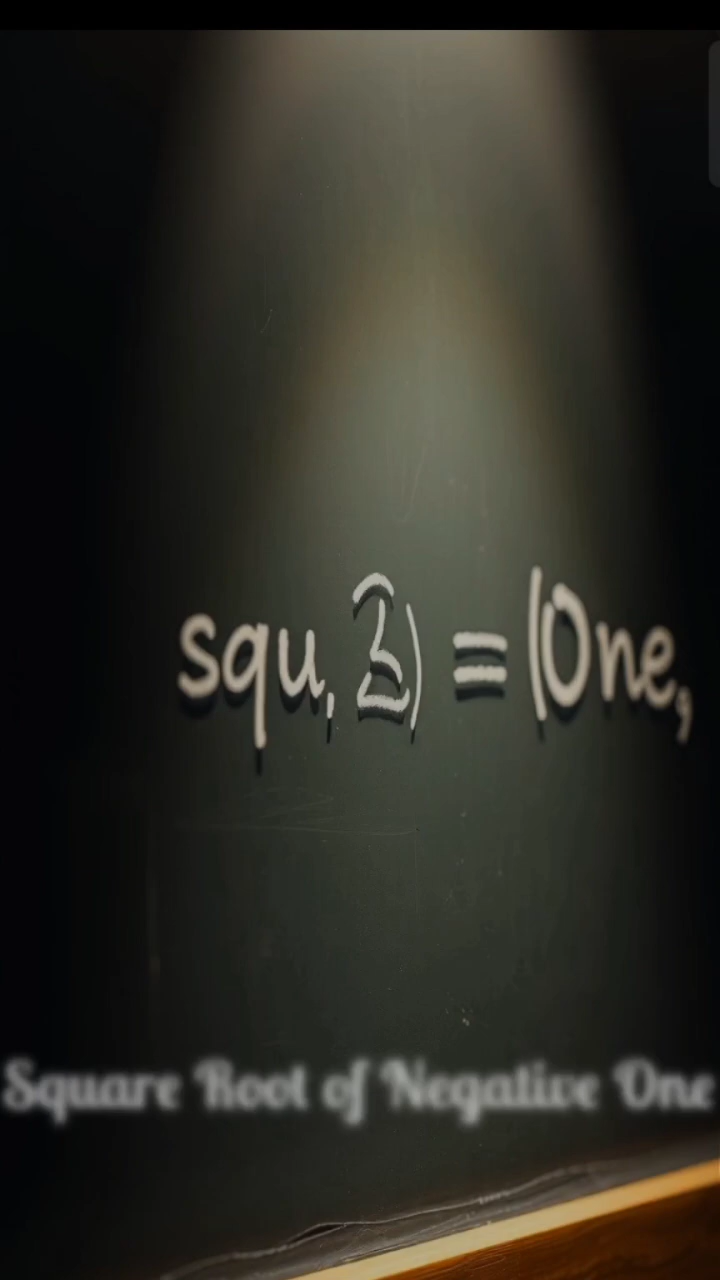 squ, 2) = (One,
Square Root of Negative One